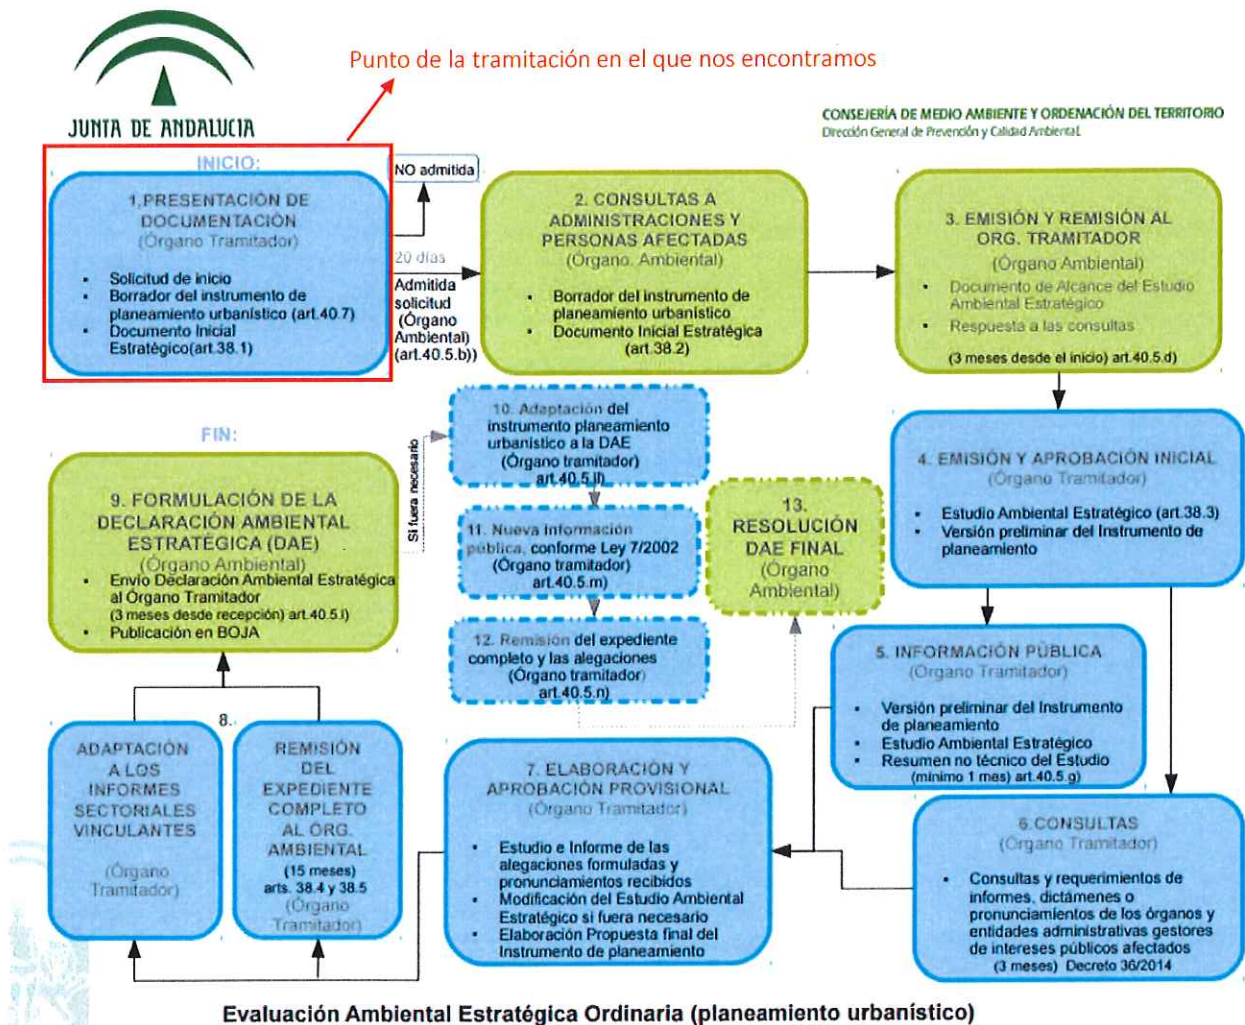 Punto de la tramitación en el que nos encontramos
JUNTA DE ANDALUCIA
CONSEJERÍA DE MEDIO AMBIENTE Y ORDENACIÓN DEL TERRITORIO
Dirección General de Prevención y Calidad Ambiental
INICIO:
1.PRESENTACIÓN DE
DOCUMENTACIÓN
(Órgano Tramitador)
▪ Solicitud de inicio
▪ Borrador del instrumento de
planeamiento urbanístico (art.40.7)
▪ Documento Inicial
Estratégico(art.38.1)
NO admitida
20 días
Admitida
solicitud
(Órgano
Ambiental)
(art.40.5.b))
2. CONSULTAS A
ADMINISTRACIONES Y
PERSONAS AFECTADAS
(Órgano. Ambiental)
▪ Borrador del instrumento de
planeamiento urbanístico
▪ Documento Inicial Estratégica
(art.38.2)
3. EMISIÓN Y REMISIÓN AL
ORG. TRAMITADOR
(Órgano Ambiental)
▪ Documento de Alcance del Estudio
Ambiental Estratégico
▪ Respuesta a las consultas
(3 meses desde el inicio) art.40.5.d)
4. EMISIÓN Y APROBACIÓN INICIAL
(Órgano Tramitador)
▪ Estudio Ambiental Estratégico (art.38.3)
▪ Versión preliminar del Instrumento de
planeamiento
5. INFORMACIÓN PÚBLICA
(Órgano Tramitador)
▪ Versión preliminar del Instrumento
de planeamiento
▪ Estudio Ambiental Estratégico
▪ Resumen no técnico del Estudio
(mínimo 1 mes) art.40.5.g)
6.CONSULTAS
(Órgano Tramitador)
▪ Consultas y requerimientos de
informes, dictámenes o
pronunciamientos de los órganos y
entidades administrativas gestores
de intereses públicos afectados
(3 meses) Decreto 36/2014
7. ELABORACIÓN Y
APROBACIÓN PROVISIONAL
(Órgano Tramitador)
▪ Estudio e Informe de las
alegaciones formuladas y
pronunciamientos recibidos
▪ Modificación del Estudio Ambiental
Estratégico si fuera necesario
▪ Elaboración Propuesta final del
Instrumento de planeamiento
8.
ADAPTACIÓN
A LOS
INFORMES
SECTORIALES
VINCULANTES
(Órgano
Tramitador)
REMISIÓN
DEL
EXPEDIENTE
COMPLETO
AL ÓRG.
AMBIENTAL
(15 meses)
arts. 38.4 y 38.5
(Órgano
Tramitador)
FIN:
9. FORMULACIÓN DE LA
DECLARACIÓN AMBIENTAL
ESTRATÉGICA (DAE)
(Órgano Ambiental)
▪ Envío Declaración Ambiental Estratégica
al Órgano Tramitador
(3 meses desde recepción) art.40.5.l)
▪ Publicación en BOJA
Si fuera necesario
10. Adaptación del
instrumento planeamiento
urbanístico a la DAE
(Órgano tramitador)
art.40.5.ll)
11. Nueva Información
pública, conforme Ley 7/2002
(Órgano tramitador)
art.40.5.m)
12. Remisión del expediente
completo y las alegaciones
(Órgano tramitador)
art.40.5.n)
13.
RESOLUCIÓN
DAE FINAL
(Órgano
Ambiental)
Evaluación Ambiental Estratégica Ordinaria (planeamiento urbanístico)